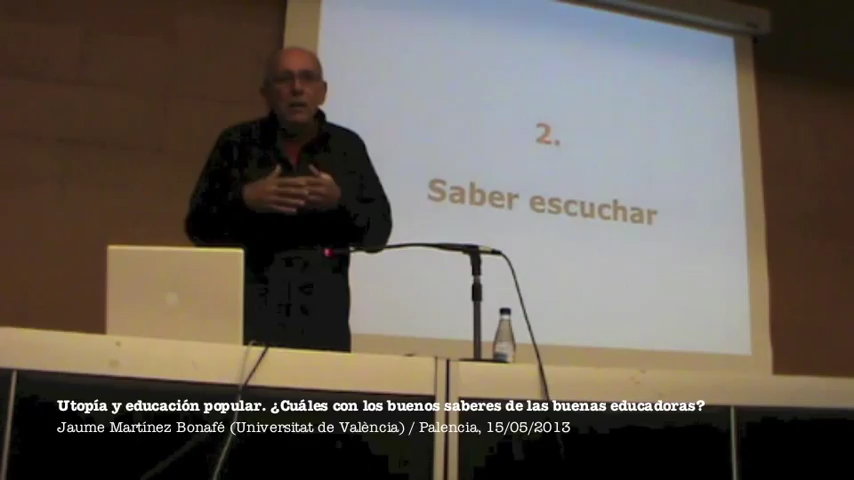 2.
Saber escuchar
Utopía y educación popular. ¿Cuáles con los buenos saberes de las buenas educadoras?
Jaume Martínez Bonafé (Universitat de València) / Palencia, 15/05/2013